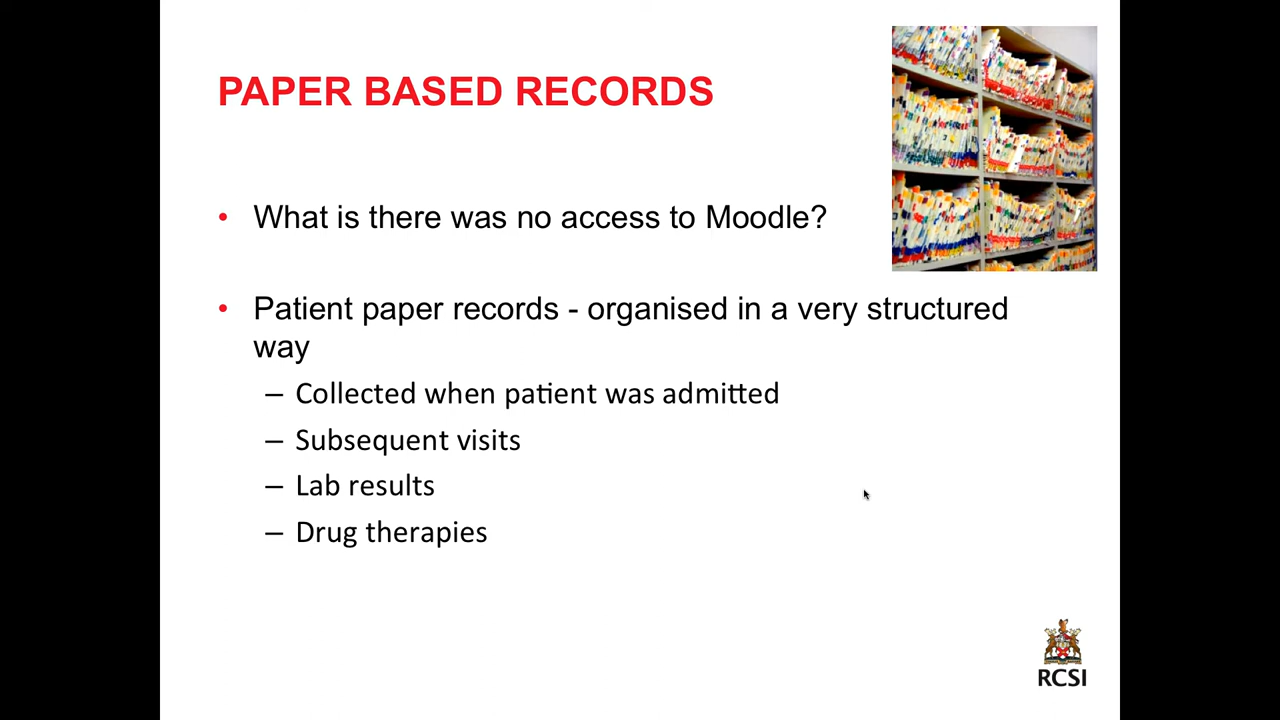 PAPER BASED RECORDS
• What is there was no access to Moodle?
• Patient paper records - organised in a very structured
way
– Collected when patient was admitted
– Subsequent visits
– Lab results
– Drug therapies
RCSI